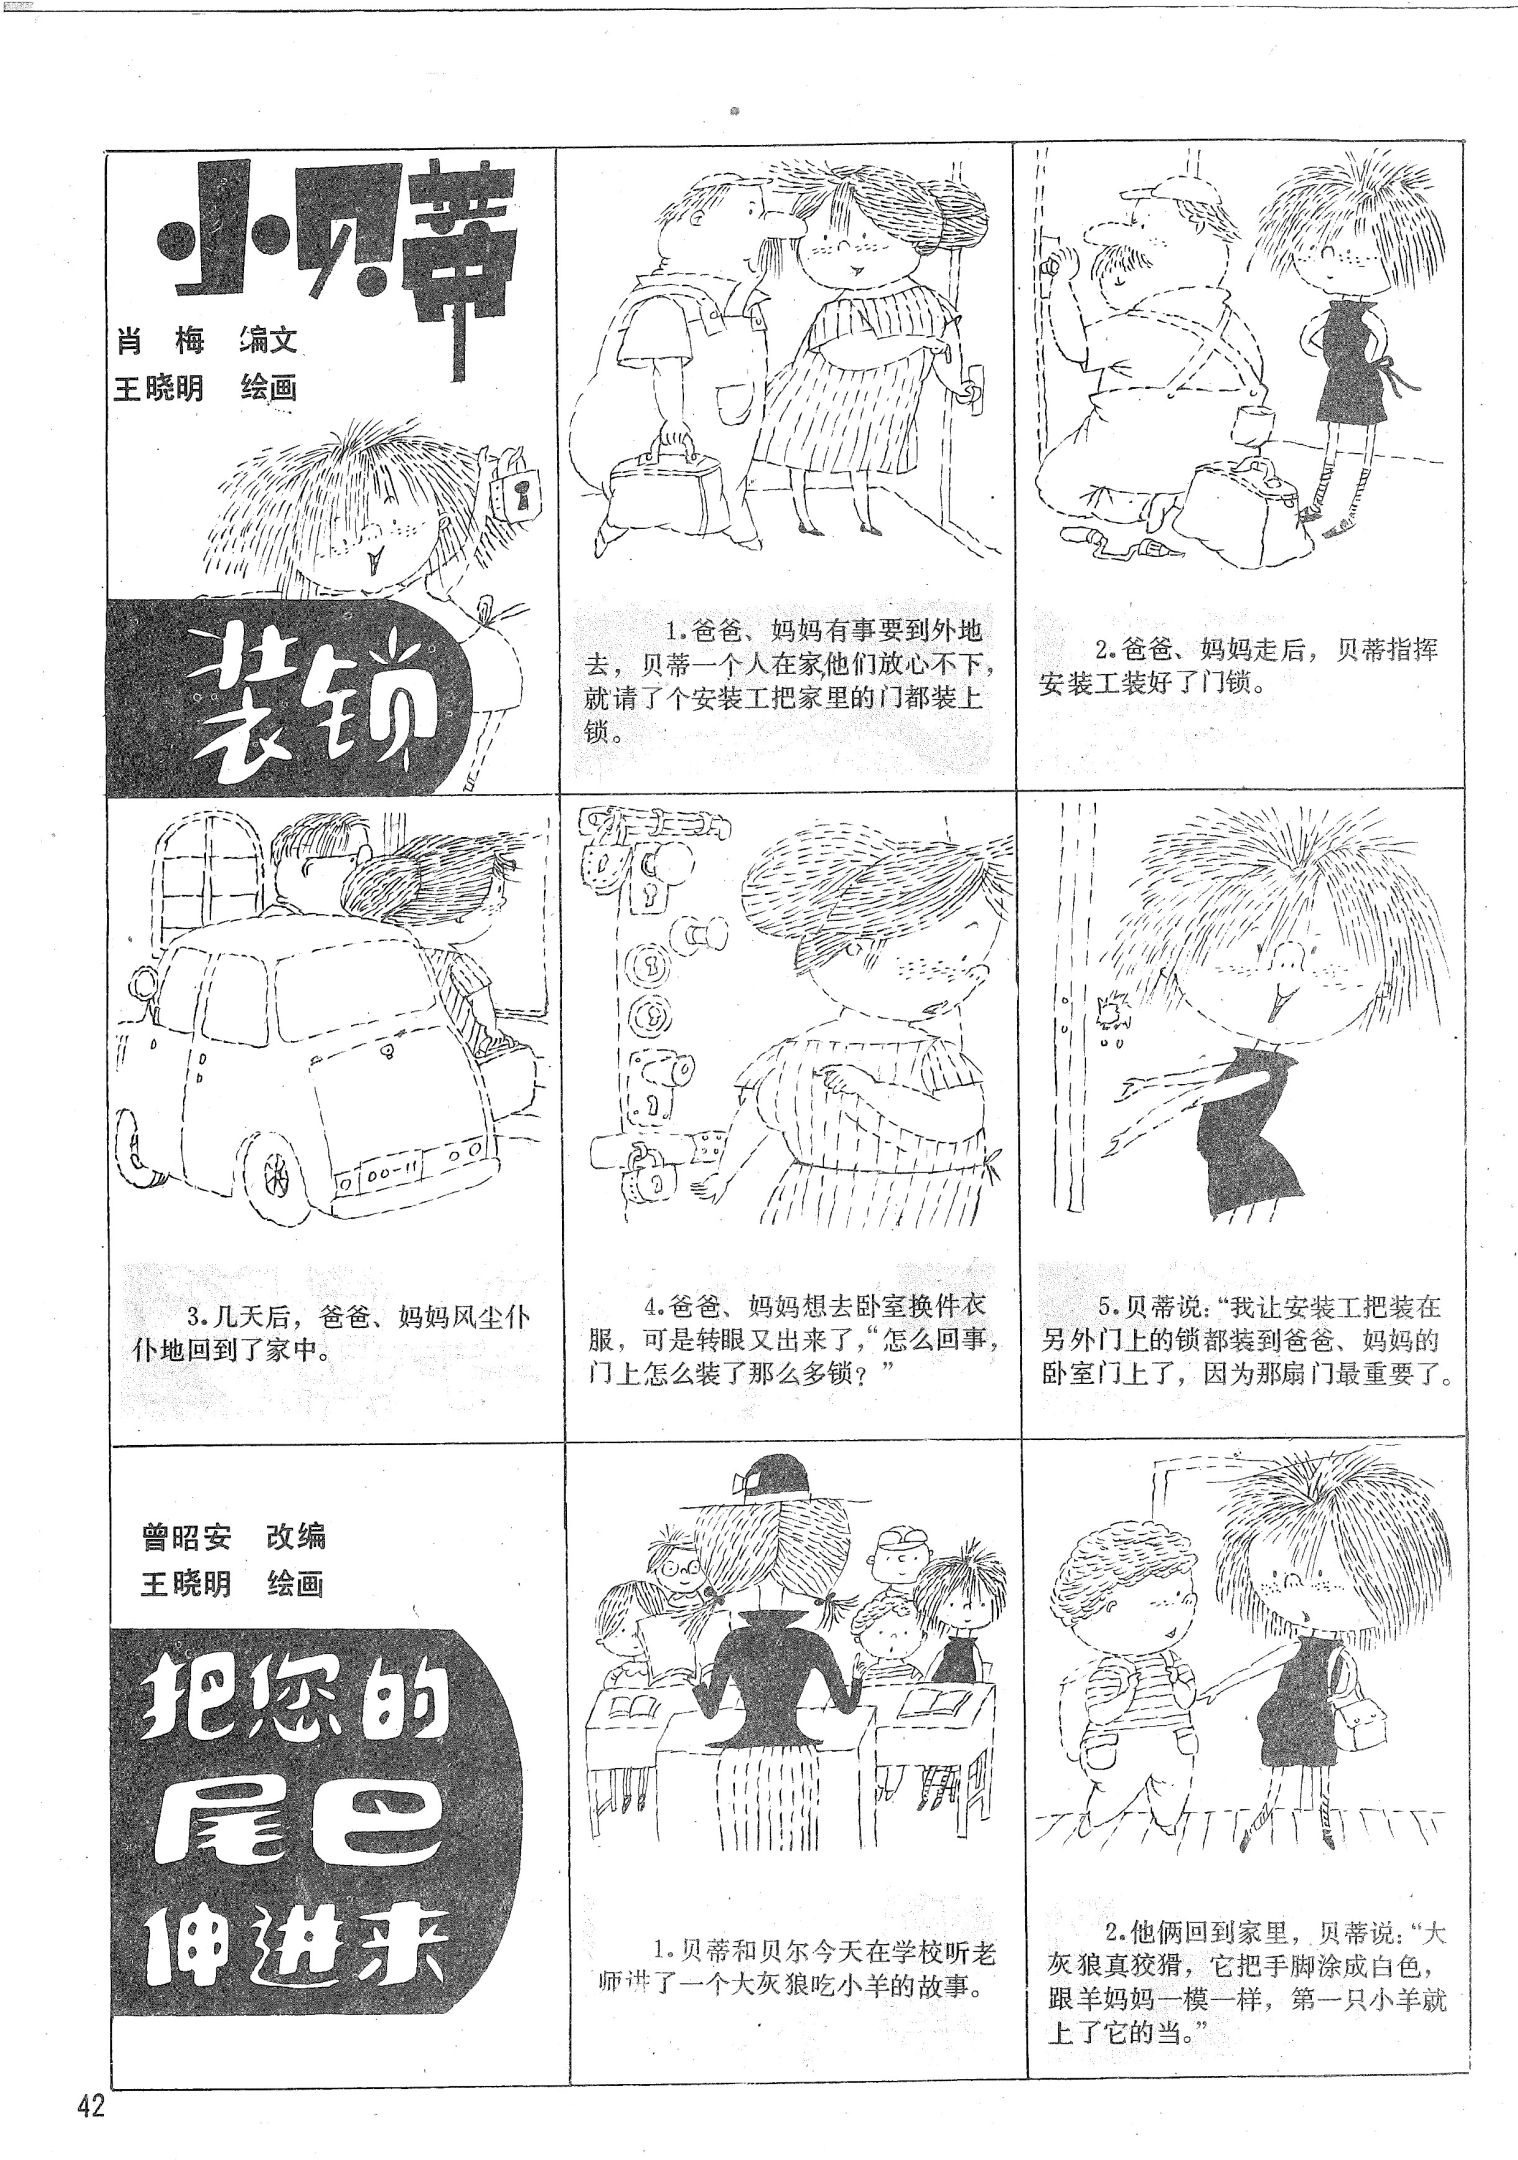 小贝蒂
肖 梅 编文
王晓明 绘画
装锁
1.爸爸、妈妈有事要到外地
去，贝蒂一个人在家,他们放心不下，
就请了个安装工把家里的门都装上
锁。
2.爸爸、妈妈走后，贝蒂指挥
安装工装好了门锁。
3.几天后，爸爸、妈妈风尘仆
仆地回到了家中。
00-11
4.爸爸、妈妈想去卧室换件衣
服，可是转眼又出来了，“怎么回事，
门上怎么装了那么多锁？”
5.贝蒂说：“我让安装工把装在
另外门上的锁都装到爸爸、妈妈的
卧室门上了，因为那扇门最重要了。
曾昭安 改编
王晓明 绘画
把您的
尾巴
伸进来
1.贝蒂和贝尔今天在学校听老
师讲了一个大灰狼吃小羊的故事。
2.他俩回到家里，贝蒂说：“大
灰狼真狡猾，它把手脚涂成白色，
跟羊妈妈一模一样，第一只小羊就
上了它的当。”
42